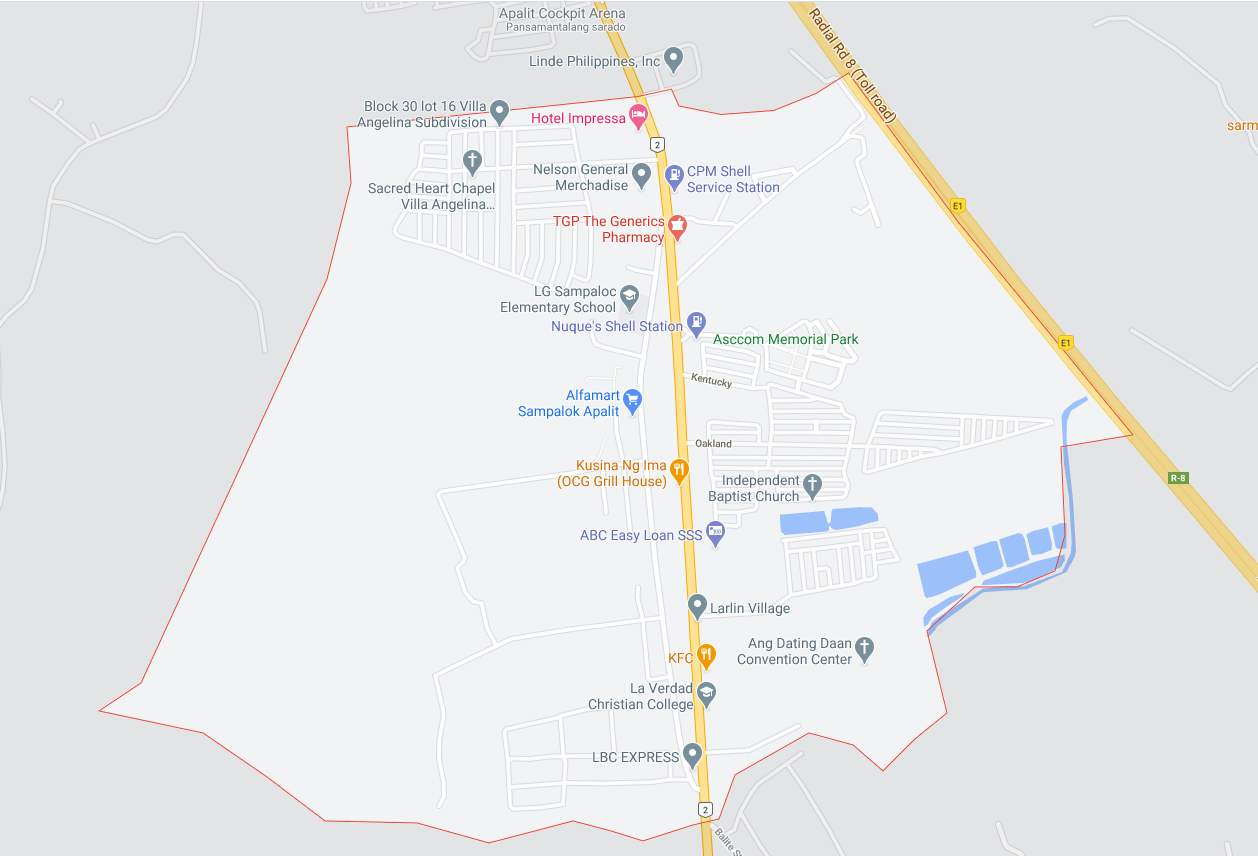 Apalit Cockpit Arena
Pansamantalang sarado
Radial Rd 8 (Toll road)
Linde Philippines, Inc
Block 30 lot 16 Villa
Angelina Subdivision
Hotel Impressa
sarm
2
Sacred Heart Chapel
Villa Angelina...
Nelson General
Merchadise
CPM Shell
Service Station
E1
TGP The Generics
Pharmacy
LG Sampaloc
Elementary School
Nuque's Shell Station
Asccom Memorial Park
E1
Kentucky
Alfamart
Sampalok Apalit
Oakland
Kusina Ng Ima
(OCG Grill House)
Independent
Baptist Church
R-8
ABC Easy Loan SSS
Larlin Village
Ang Dating Daan
Convention Center
KFC
La Verdad
Christian College
LBC EXPRESS
2